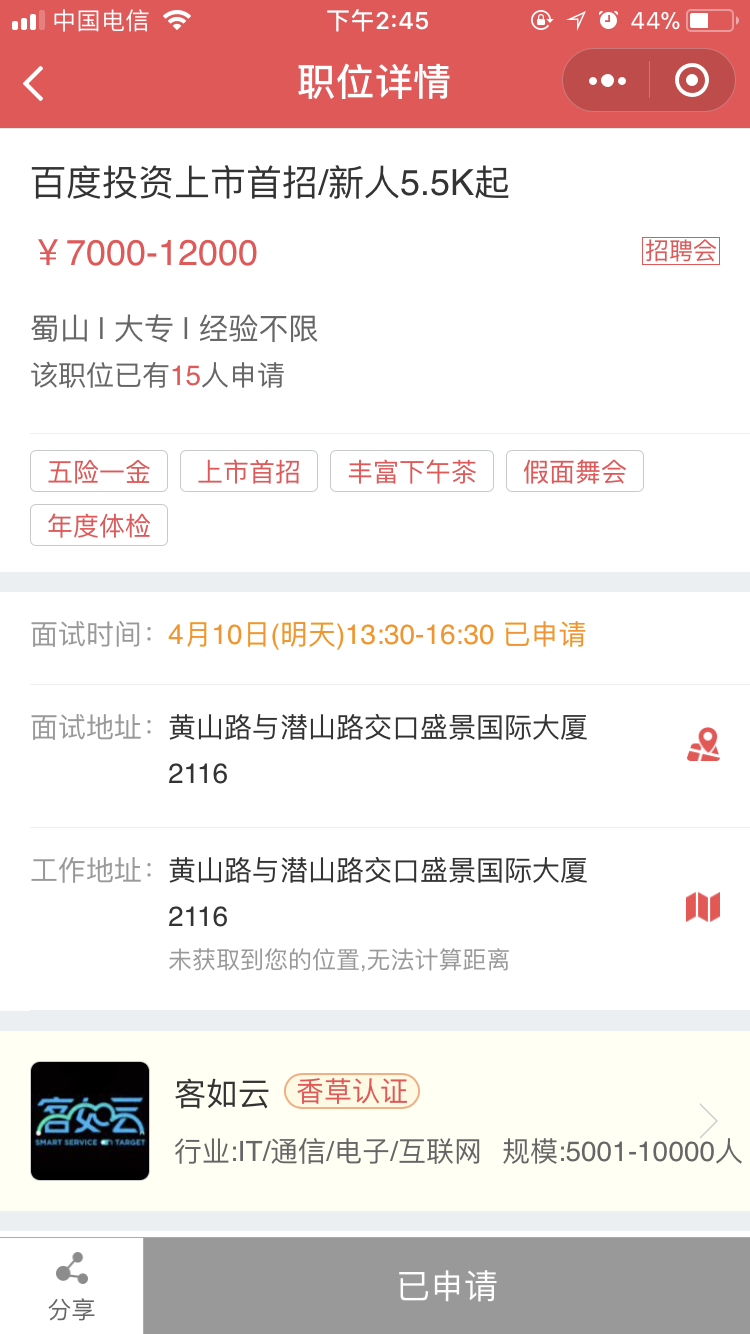 中国电信 下午2:45 44%
职位详情
百度投资上市首招/新人5.5K起
￥7000-12000 招聘会
蜀山 I 大专 I 经验不限
该职位已有15人申请
五险一金 上市首招 丰富下午茶 假面舞会
年度体检
面试时间: 4月10日(明天)13:30-16:30 已申请
面试地址: 黄山路与潜山路交口盛景国际大厦
2116
工作地址: 黄山路与潜山路交口盛景国际大厦
2116
未获取到您的位置,无法计算距离
客如云
SMART SERVICE ON TARGET
客如云 香草认证
行业:IT/通信/电子/互联网 规模:5001-10000人
分享
已申请